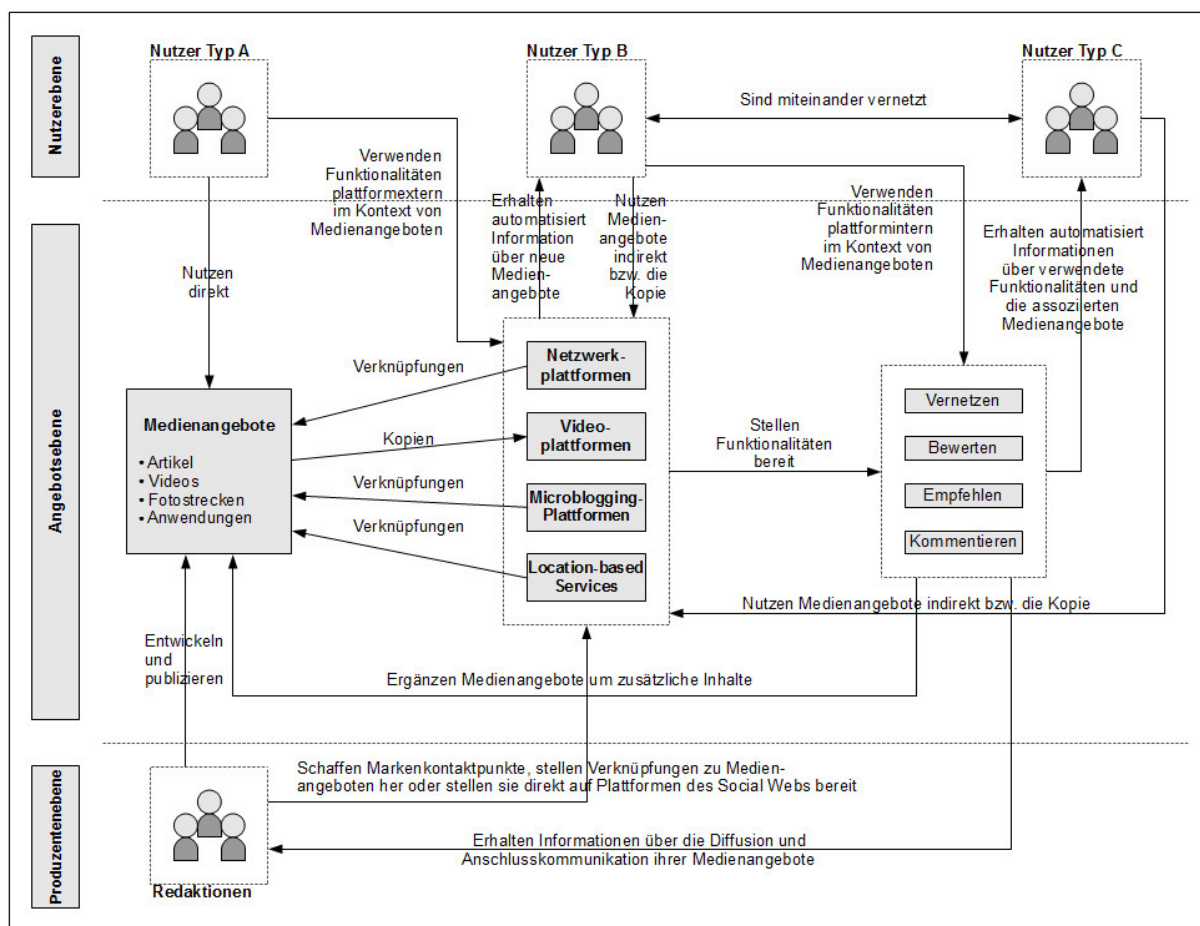 Nutzerebene
Nutzer Typ A
Nutzer Typ B
Nutzer Typ C
Sind miteinander vernetzt
Verwenden
Funktionalitäten
plattformextern
im Kontext von
Medienangeboten
Erhalten
automatisiert
Information
über neue
Medien-
angebote
Nutzen
Medien-
angebote
indirekt
bzw. die
Kopie
Verwenden
Funktionalitäten
plattformintern
im Kontext von
Medienangeboten
Erhalten automatisiert
Informationen
über verwendete
Funktionalitäten und
die assoziierten
Medienangebote
Angebotsebene
Nutzen
direkt
Medienangebote
• Artikel
• Videos
• Fotostrecken
• Anwendungen
Verknüpfungen
Kopien
Verknüpfungen
Verknüpfungen
Netzwerk-
plattformen
Video-
plattformen
Microblogging-
Plattformen
Location-based
Services
Stellen
Funktionalitäten
bereit
Vernetzen
Bewerten
Empfehlen
Kommentieren
Nutzen Medienangebote indirekt bzw. die Kopie
Entwickeln
und
publizieren
Ergänzen Medienangebote um zusätzliche Inhalte
Produzentenebene
Schaffen Markenkontaktpunkte, stellen Verknüpfungen zu Medien-
angeboten her oder stellen sie direkt auf Plattformen des Social Webs bereit
Erhalten Informationen über die Diffusion und
Anschlusskommunikation ihrer Medienangebote
Redaktionen